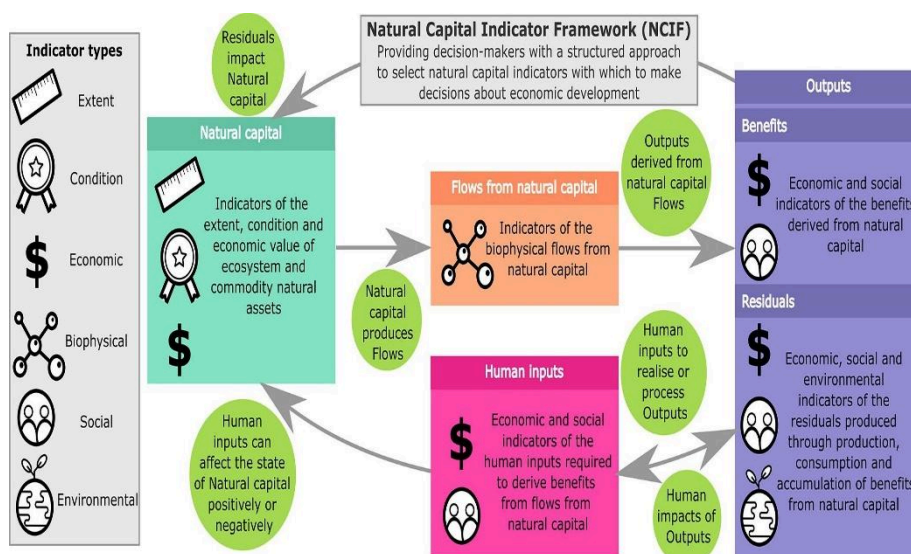 Natural Capital Indicator Framework (NCIF)
Providing decision-makers with a structured approach
to select natural capital indicators with which to make
decisions about economic development
Indicator types
Extent
Condition
Economic
Biophysical
Social
Environmental
Residuals
impact
Natural
capital
Natural capital
Indicators of the
extent, condition and
economic value of
ecosystem and
commodity natural
assets
Natural
capital
produces
Flows
Flows from natural capital
Indicators of the
biophysical flows from
natural capital
Outputs
derived from
natural capital
Flows
Outputs
Benefits
$
Economic and social
indicators of the benefits
derived from natural
capital
Residuals
$
Economic, social and
environmental
indicators of the
residuals produced
through production,
consumption and
accumulation of benefits
from natural capital
Human
inputs to
realise or
process
Outputs
Human inputs
$
Economic and social
indicators of the
human inputs required
to derive benefits
from flows from
natural capital
Human
impacts of
Outputs
Human
inputs can
affect the state
of Natural capital
positively or
negatively
$
$